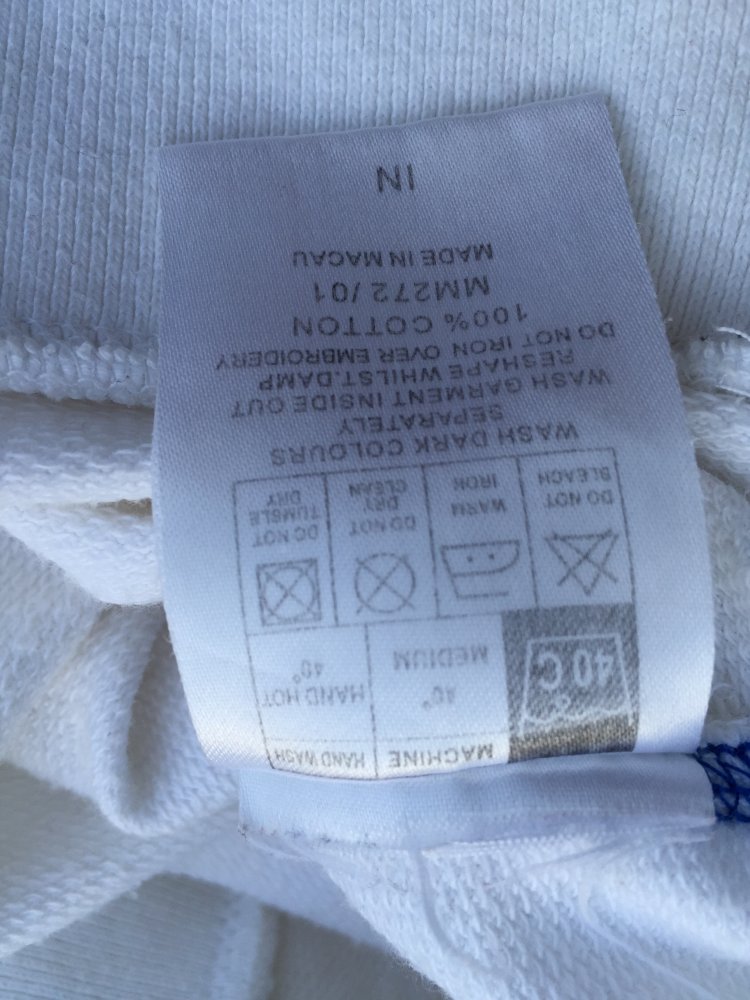 MACHINE HAND WASH
40 C 40° MEDIUM HAND HOT 40°
DO NOT BLEACH WARM IRON DO NOT DRY CLEAN DO NOT TUMBLE DRY
WASH DARK COLOURS
SEPARATELY
WASH GARMENT INSIDE OUT
RESHAPE WHILST DAMP
DO NOT IRON OVER EMBROIDERY
100% COTTON
MM272 /01
MADE IN MACAU
IN